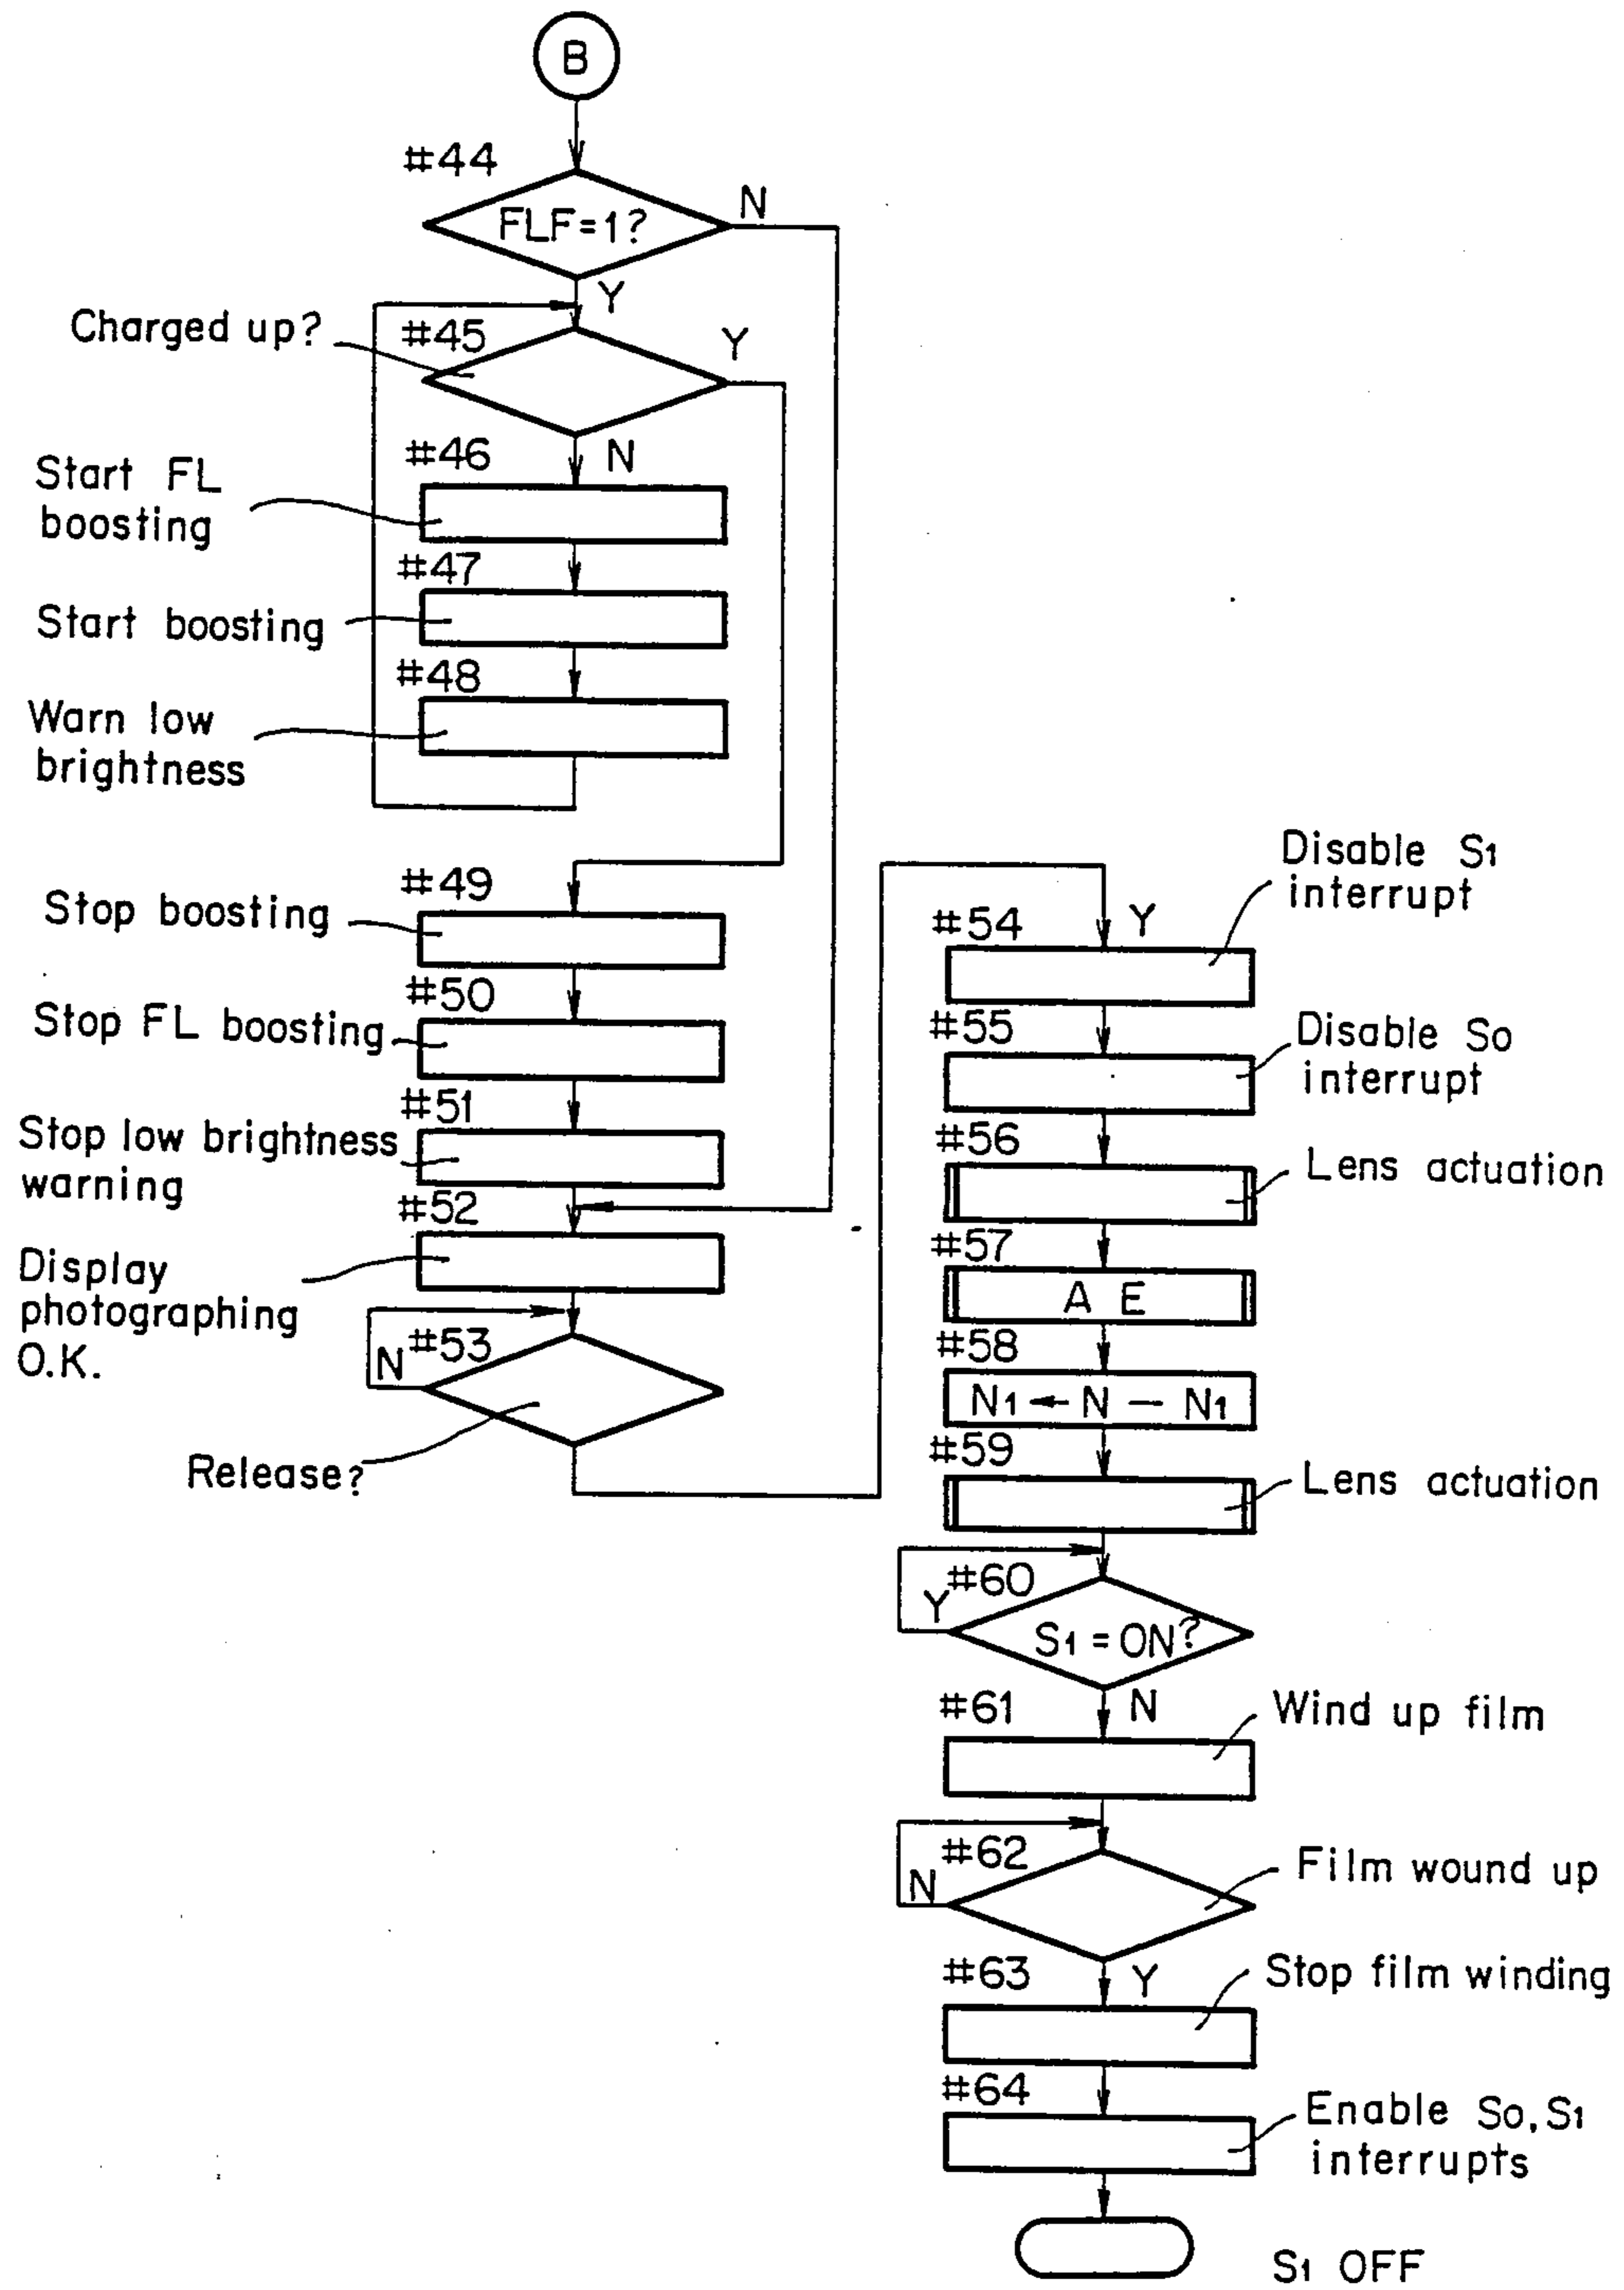 B
#44
FLF=1?
N
Y
Charged up?
#45
Y
N
#46
Start FL
boosting
#47
Start boosting
#48
Warn low
brightness
#49
Stop boosting
#50
Stop FL boosting
#51
Stop low brightness
warning
#52
Display
photographing
O.K.
#53
N
Release?
Disable S1
interrupt
Y
#54
#55
Disable So
interrupt
#56
Lens actuation
#57
A E
#58
N1 ← N — N1
#59
Lens actuation
#60
Y
S1 = ON?
N
#61
Wind up film
#62
N
Film wound up
#63
Y
Stop film winding
#64
Enable So, S1
interrupts
S1 OFF